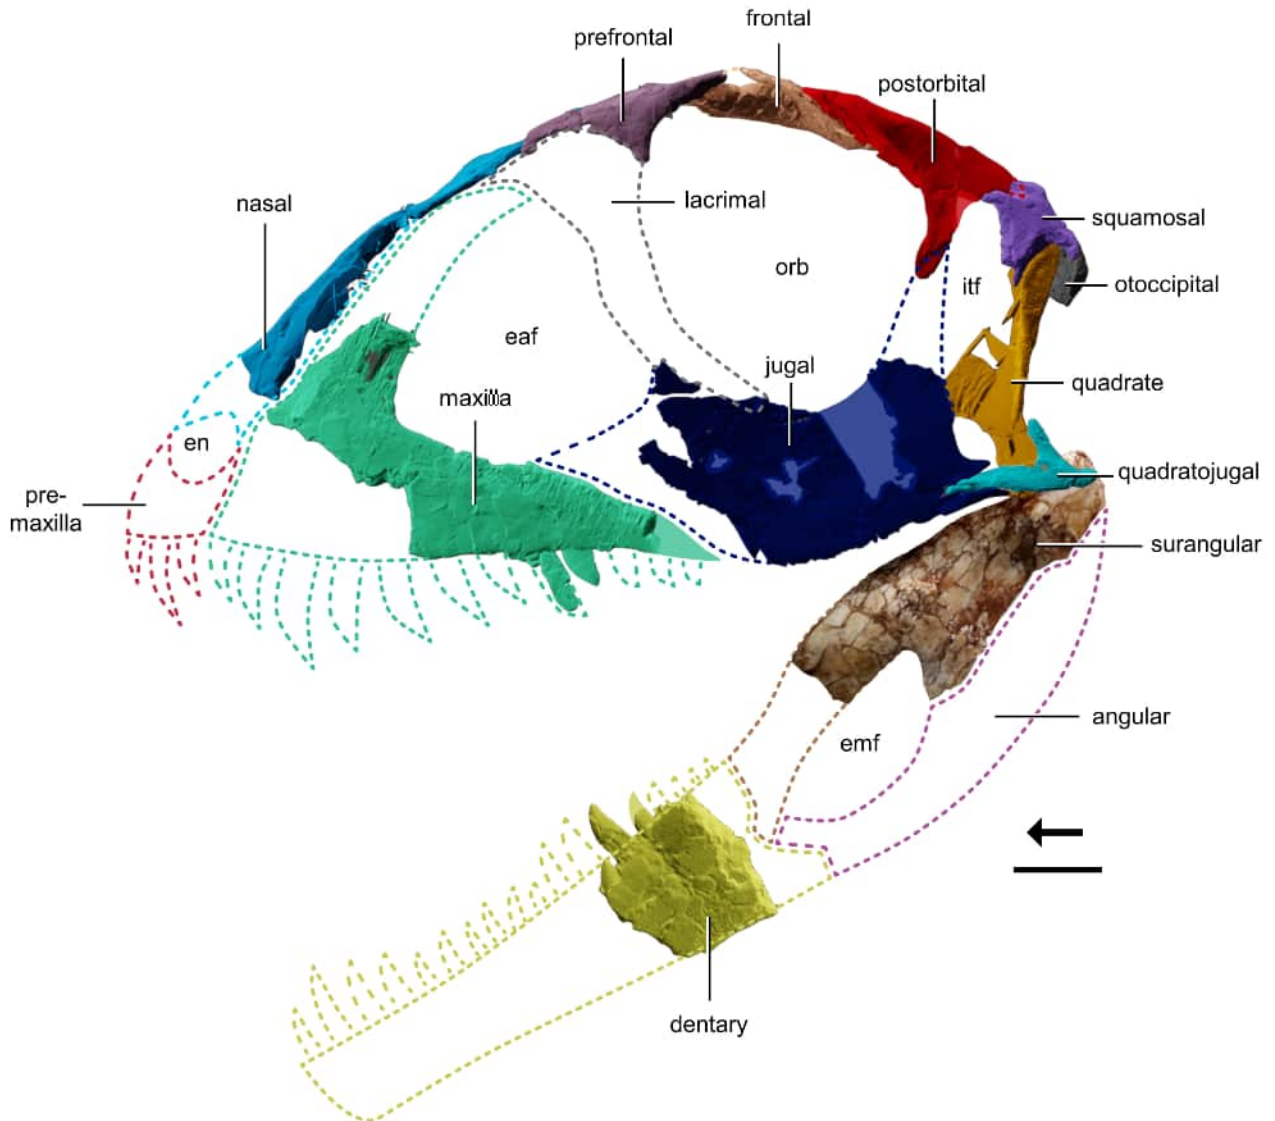 frontal
prefrontal
postorbital
nasal
lacrimal
squamosal
orb
itf
otoccipital
eaf
jugal
quadrate
maxilla
en
quadratojugal
pre-
maxilla
surangular
angular
emf
dentary